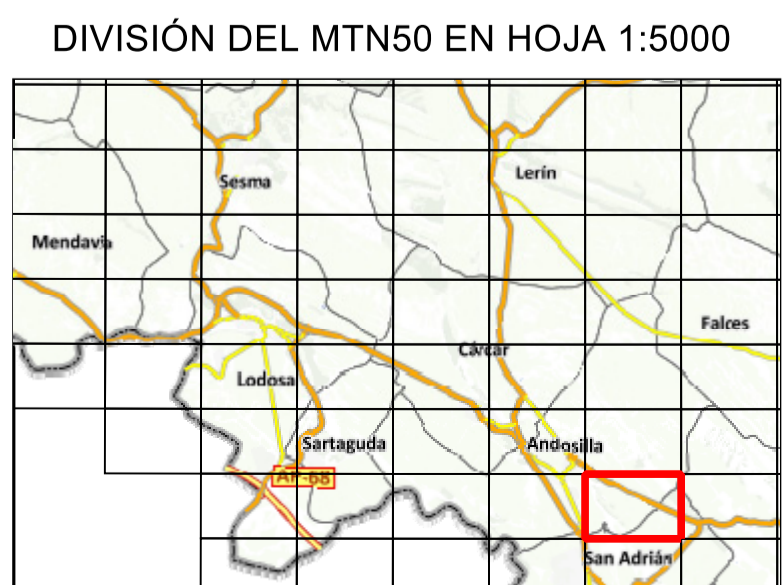 DIVISIÓN DEL MTN50 EN HOJA 1:5000
Lerín
Sesma
Mendavia
Falces
Cárcar
Lodosa
Sartaguda
Andosilla
AP-68
San Adrián